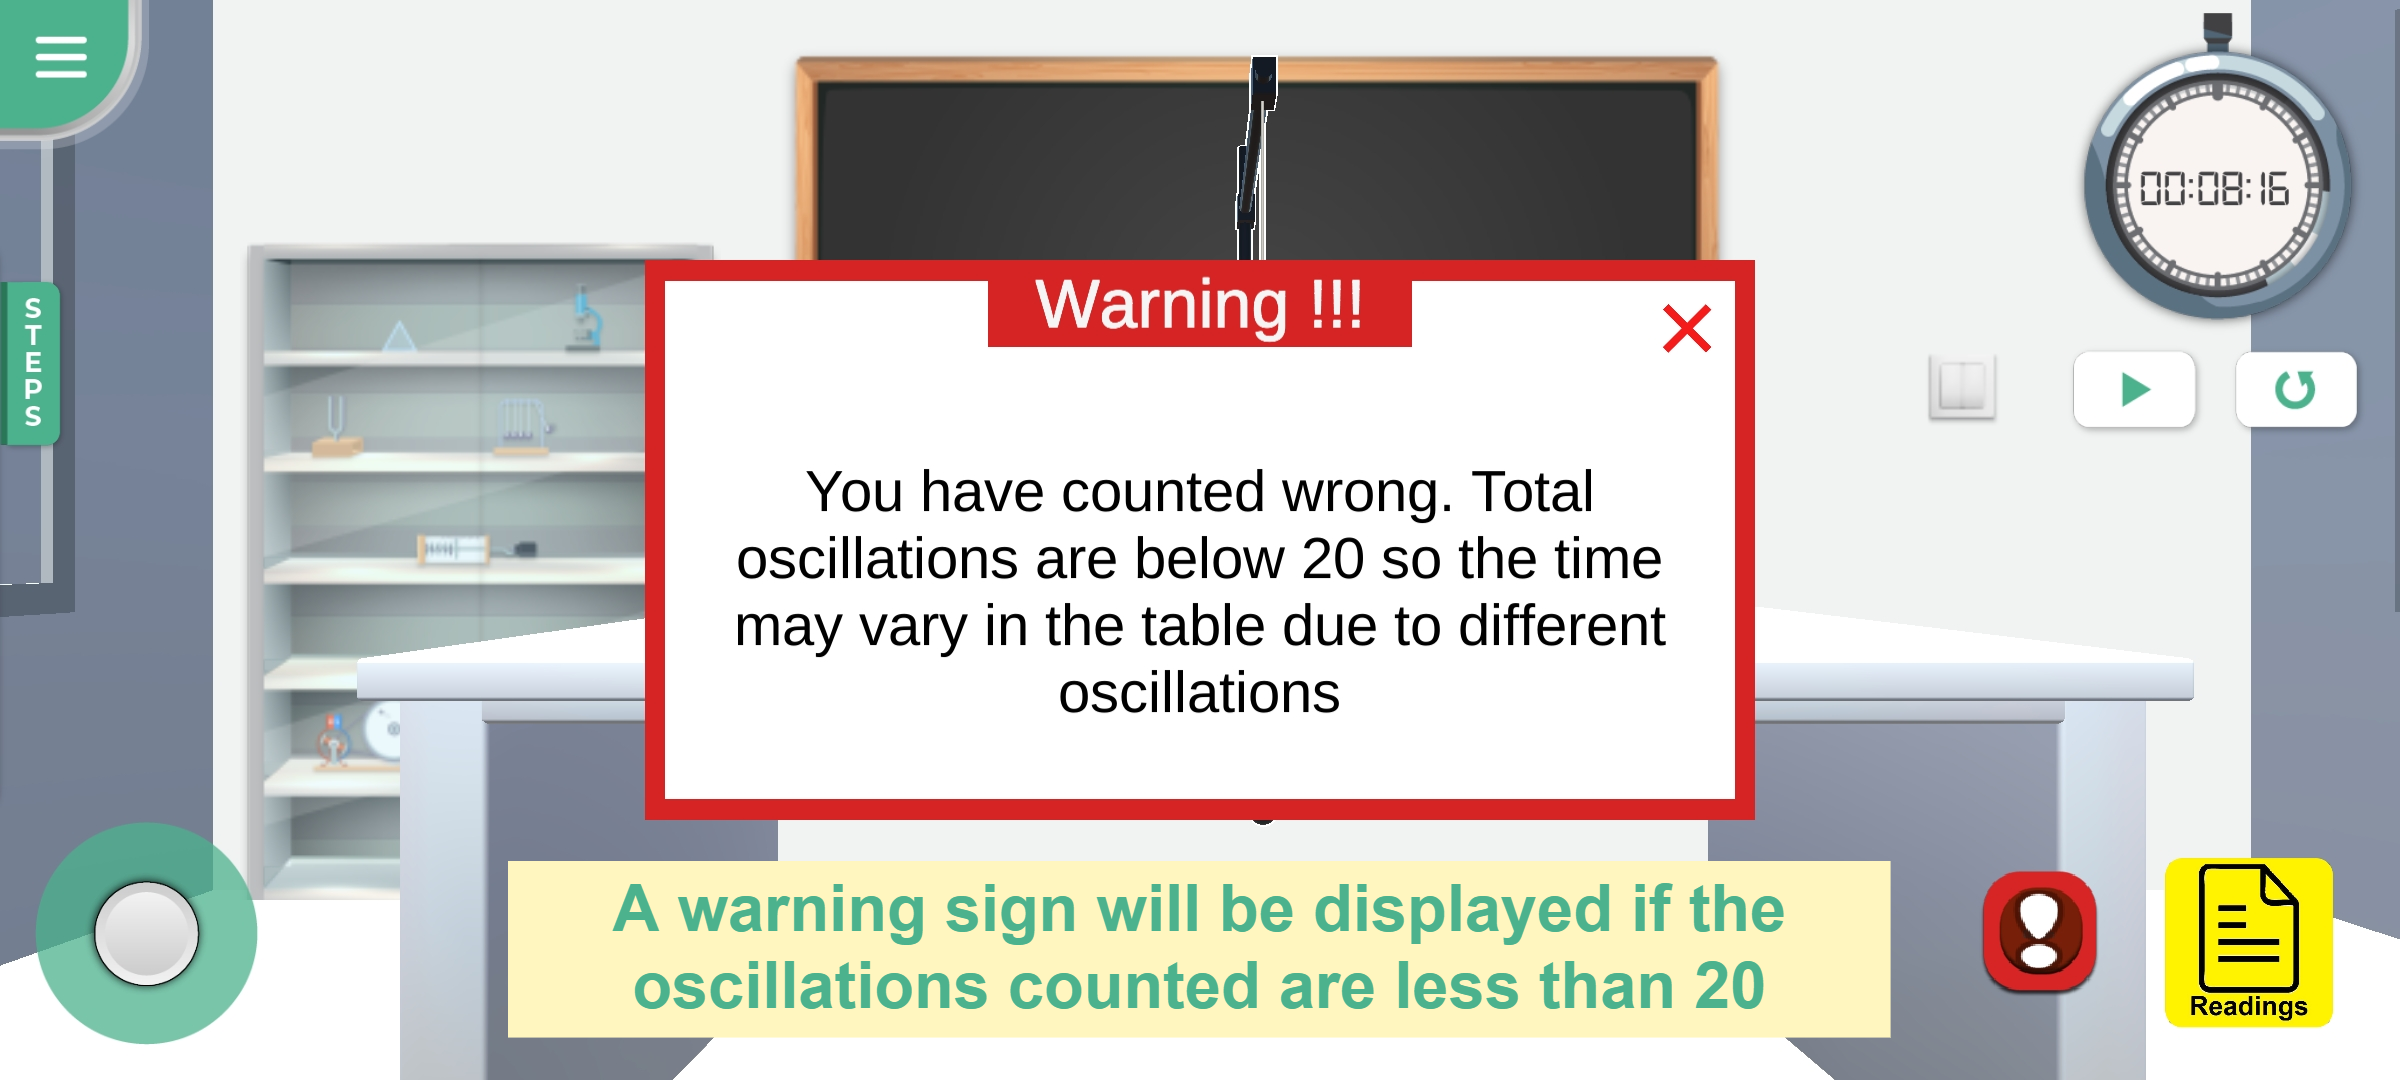 00:08:16
STEPS
Warning !!!
You have counted wrong. Total
oscillations are below 20 so the time
may vary in the table due to different
oscillations
A warning sign will be displayed if the
oscillations counted are less than 20
Readings